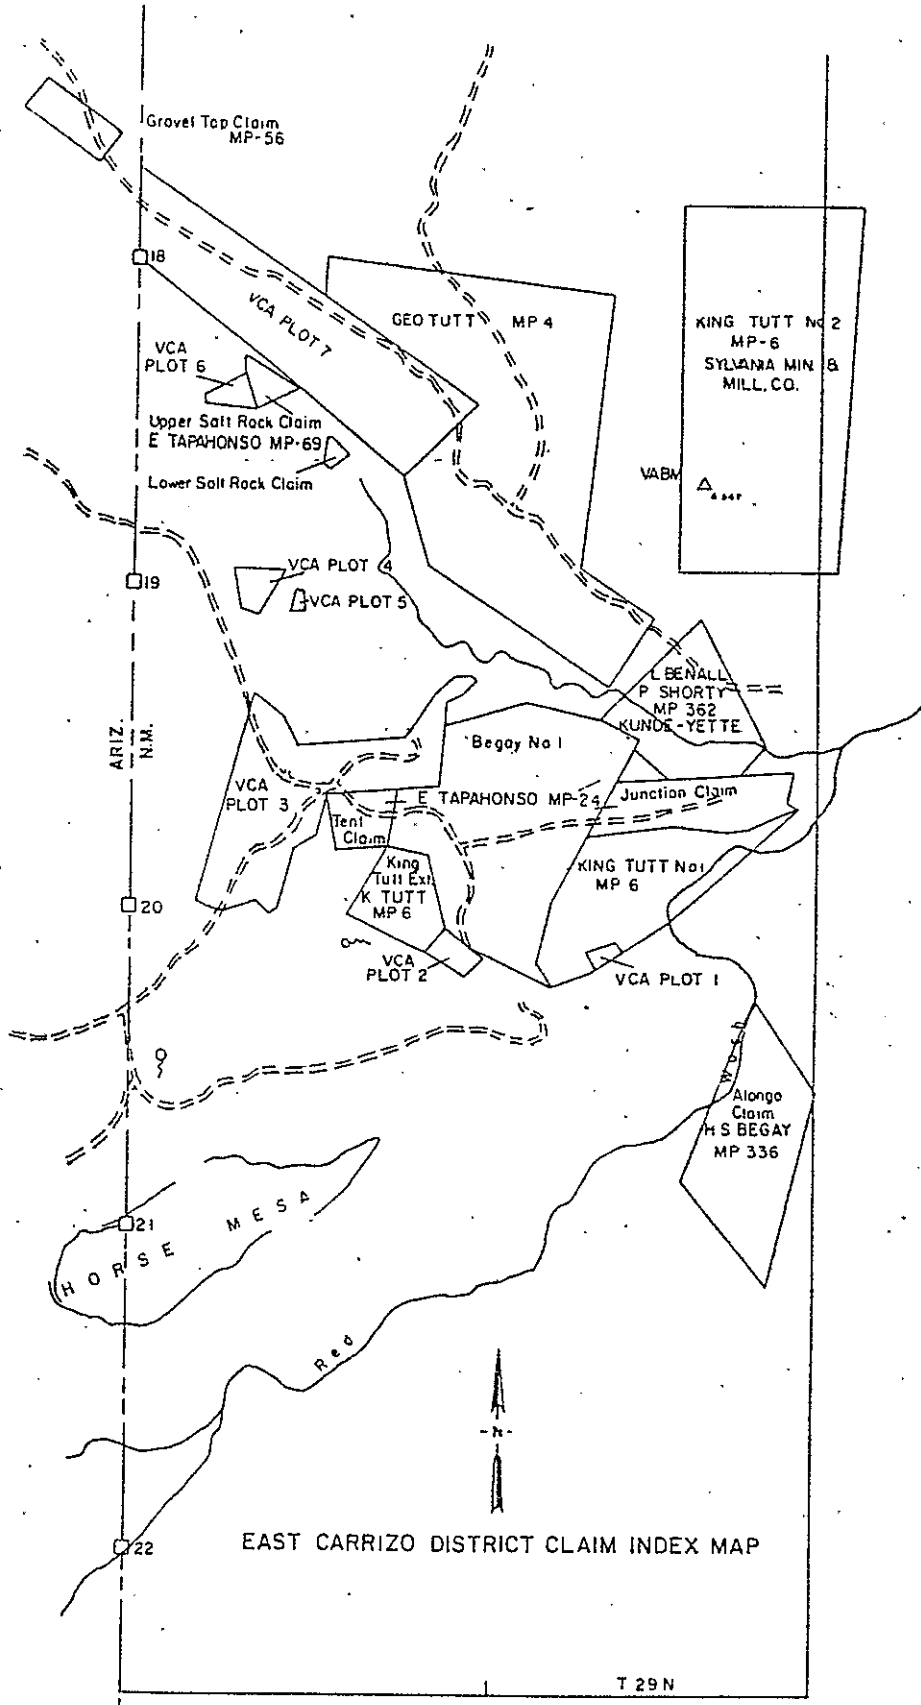 Grovel Top Claim
MP-56
18
VCA PLOT 7
GEO TUTT MP 4
KING TUTT No 2
MP-6
SYLVANIA MIN &
MILL. CO.
VCA
PLOT 6
Upper Salt Rock Claim
E TAPAHONSO MP-69
Lower Salt Rock Claim
VABM
19
VCA PLOT 4
VCA PLOT 5
L BENALL
P SHORTY
MP 362
KUNDE-YETTE
ARIZ.
N.M.
Begay No 1
VCA
PLOT 3
E TAPAHONSO MP-24
Junction Claim
Tent
Claim
King
Tutt Ext.
K TUTT
MP 6
KING TUTT No 1
MP 6
20
VCA
PLOT 2
VCA PLOT 1
Wash
Alongo
Claim
H S BEGAY
MP 336
21
HORSE MESA
Red
-N-
22
EAST CARRIZO DISTRICT CLAIM INDEX MAP
T 29 N